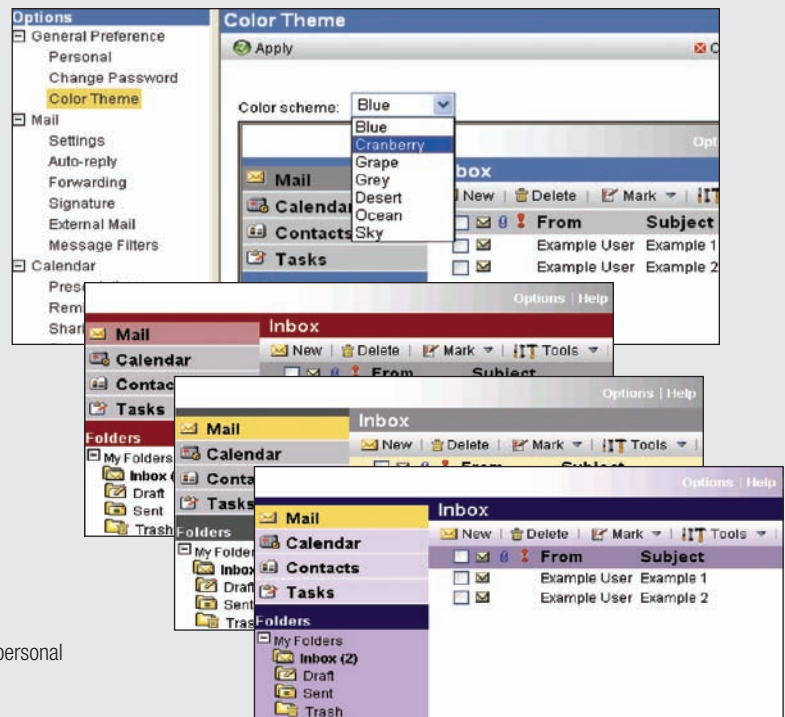 Options
General Preference
Personal
Change Password
Color Theme
Mail
Settings
Auto-reply
Forwarding
Signature
External Mail
Message Filters
Calendar
Color Theme
Apply
Color scheme: Blue
Blue
Cranberry
Grape
Grey
Desert
Ocean
Sky
Mail
Calendar
Contacts
Tasks
New | Delete | Mark
From Subject
Example User Example 1
Example User Example 2
Options | Help
Mail
Calendar
Tasks
Folders
My Folders
Draft
Sent
Trash
Inbox
New | Delete | Mark | Tools
From Subject
Options | Help
Mail
Calendar
Tasks
Folders
Inbox
New | Delete | Mark | Tools
Options | Help
Mail
Calendar
Contacts
Tasks
Folders
My Folders
Inbox (2)
Draft
Sent
Trash
Inbox
New | Delete | Mark | Tools
From Subject
Example User Example 1
Example User Example 2
personal